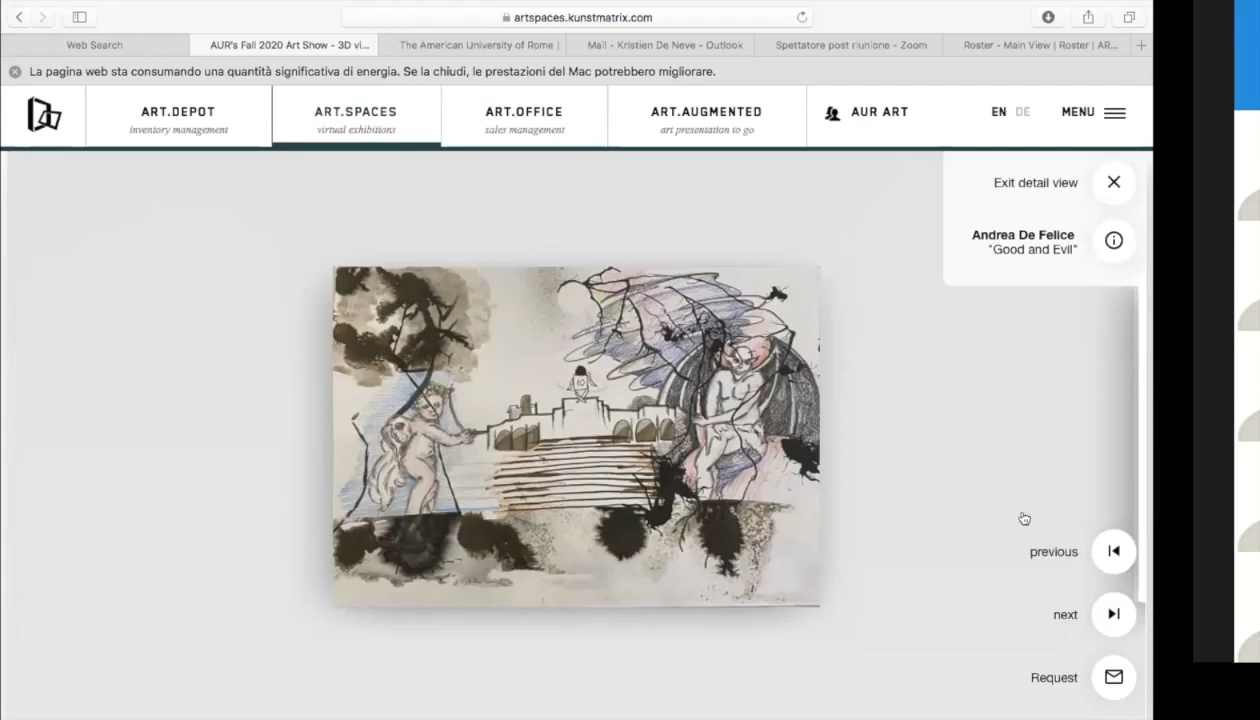 artspaces.kunstmatrix.com
Web Search
AUR's Fall 2020 Art Show - 3D vi...
The American University of Rome |
Mail - Kristien De Neve - Outlook
Spettatore post riunione - Zoom
Roster - Main View | Roster | AR...
La pagina web sta consumando una quantità significativa di energia. Se la chiudi, le prestazioni del Mac potrebbero migliorare.
ART.DEPOT
inventory management
ART.SPACES
virtual exhibitions
ART.OFFICE
sales management
ART.AUGMENTED
art presentation to go
AUR ART
EN DE
MENU
Exit detail view
Andrea De Felice
"Good and Evil"
10
previous
next
Request